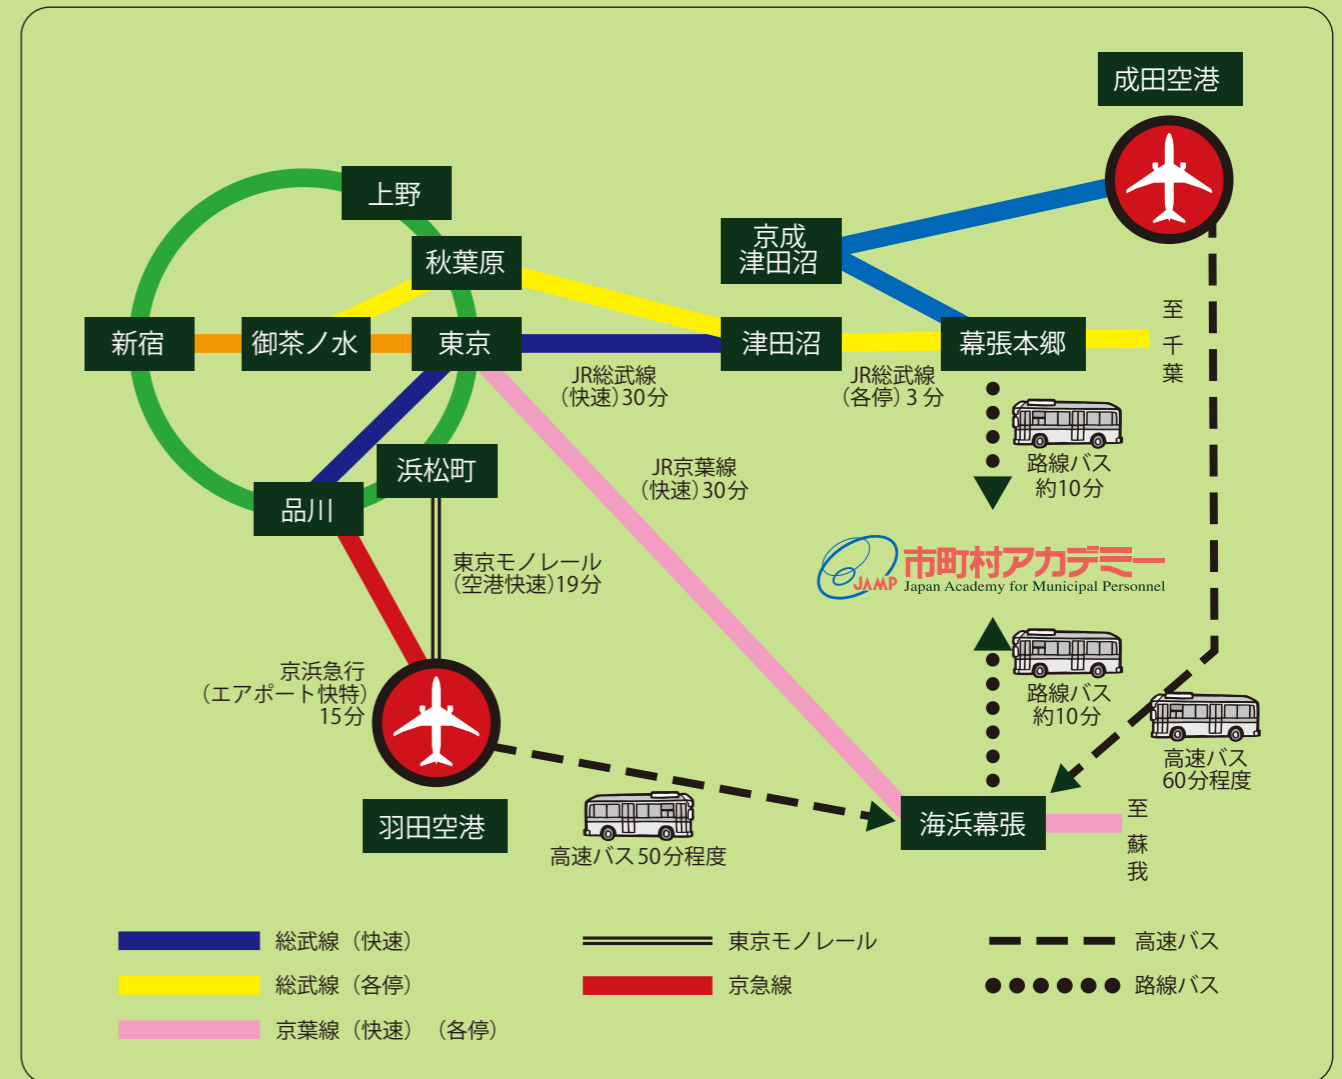 成田空港
上野
京成
津田沼
秋葉原
新宿
御茶ノ水
東京
津田沼
幕張本郷
至千葉
JR総武線
(快速)30分
JR総武線
(各停)3分
路線バス
約10分
浜松町
品川
JR京葉線
(快速)30分
東京モノレール
(空港快速)19分
JAMP
市町村アカデミー
Japan Academy for Municipal Personnel
京浜急行
(エアポート快特)
15分
路線バス
約10分
高速バス
60分程度
羽田空港
高速バス50分程度
海浜幕張
至蘇我
総武線(快速)
東京モノレール
高速バス
総武線(各停)
京急線
路線バス
京葉線(快速)(各停)